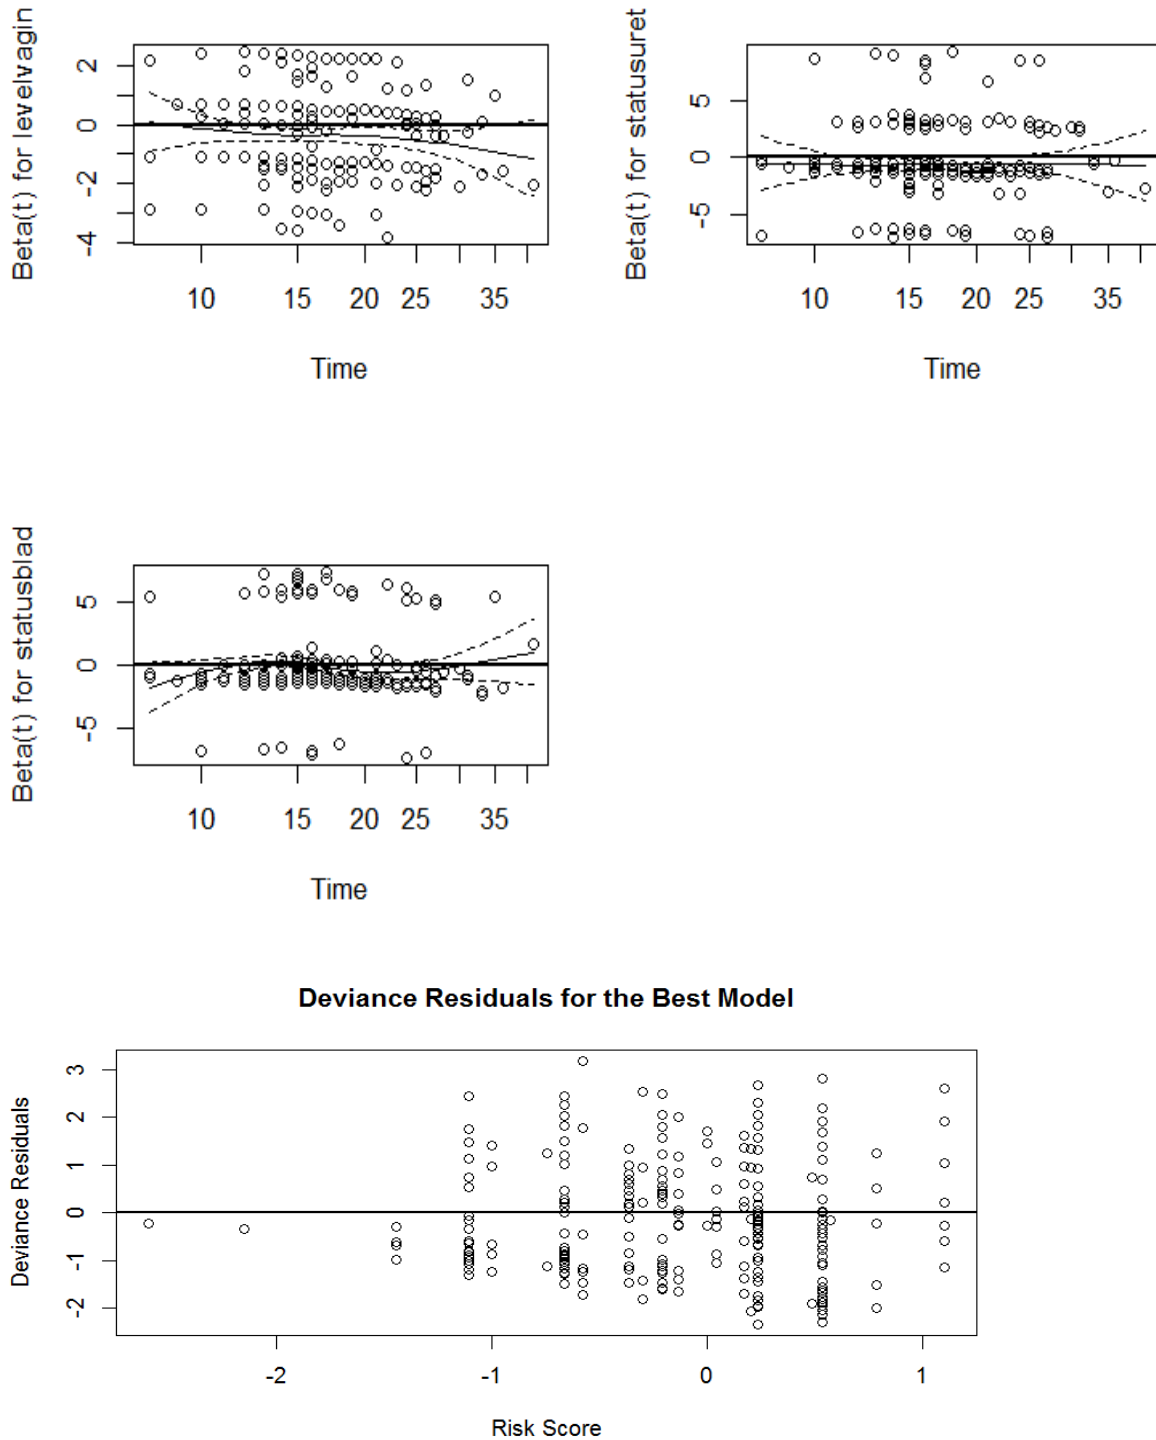 Beta(t) for levelvagin
2
0
-2
-4
10 15 20 25 35
Time
Beta(t) for statusuret
5
0
-5
10 15 20 25 35
Time
Beta(t) for statusblad
5
0
-5
10 15 20 25 35
Time
Deviance Residuals for the Best Model
Deviance Residuals
3
2
1
0
-1
-2
-2 -1 0 1
Risk Score